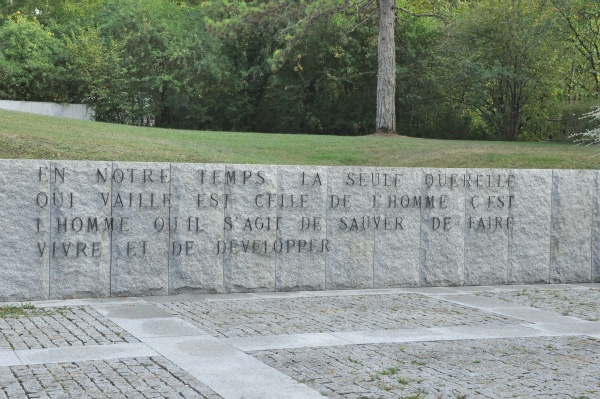 EN NOTRE TEMPS LA SEULE QUERELLE
QUI VAILLE EST CELLE DE L'HOMME C'EST
L'HOMME QU'IL S'AGIT DE SAUVER DE FAIRE
VIVRE ET DE DEVELOPPER